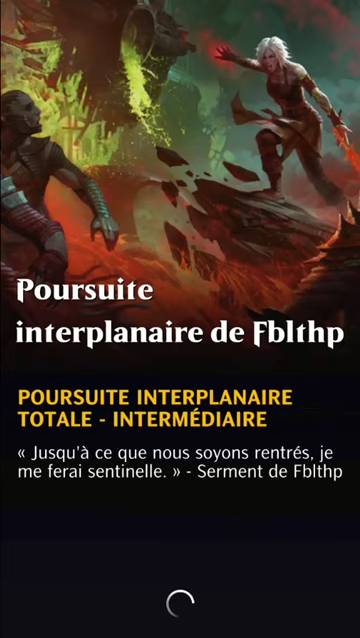 Poursuite
interplanaire de Fblthp
POURSUITE INTERPLANAIRE
TOTALE - INTERMÉDIAIRE
« Jusqu'à ce que nous soyons rentrés, je
me ferai sentinelle. » - Serment de Fblthp